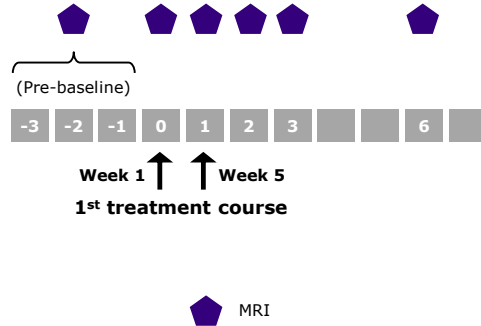 (Pre-baseline)
-3 -2 -1 0 1 2 3 6
Week 1 Week 5
1st treatment course
MRI